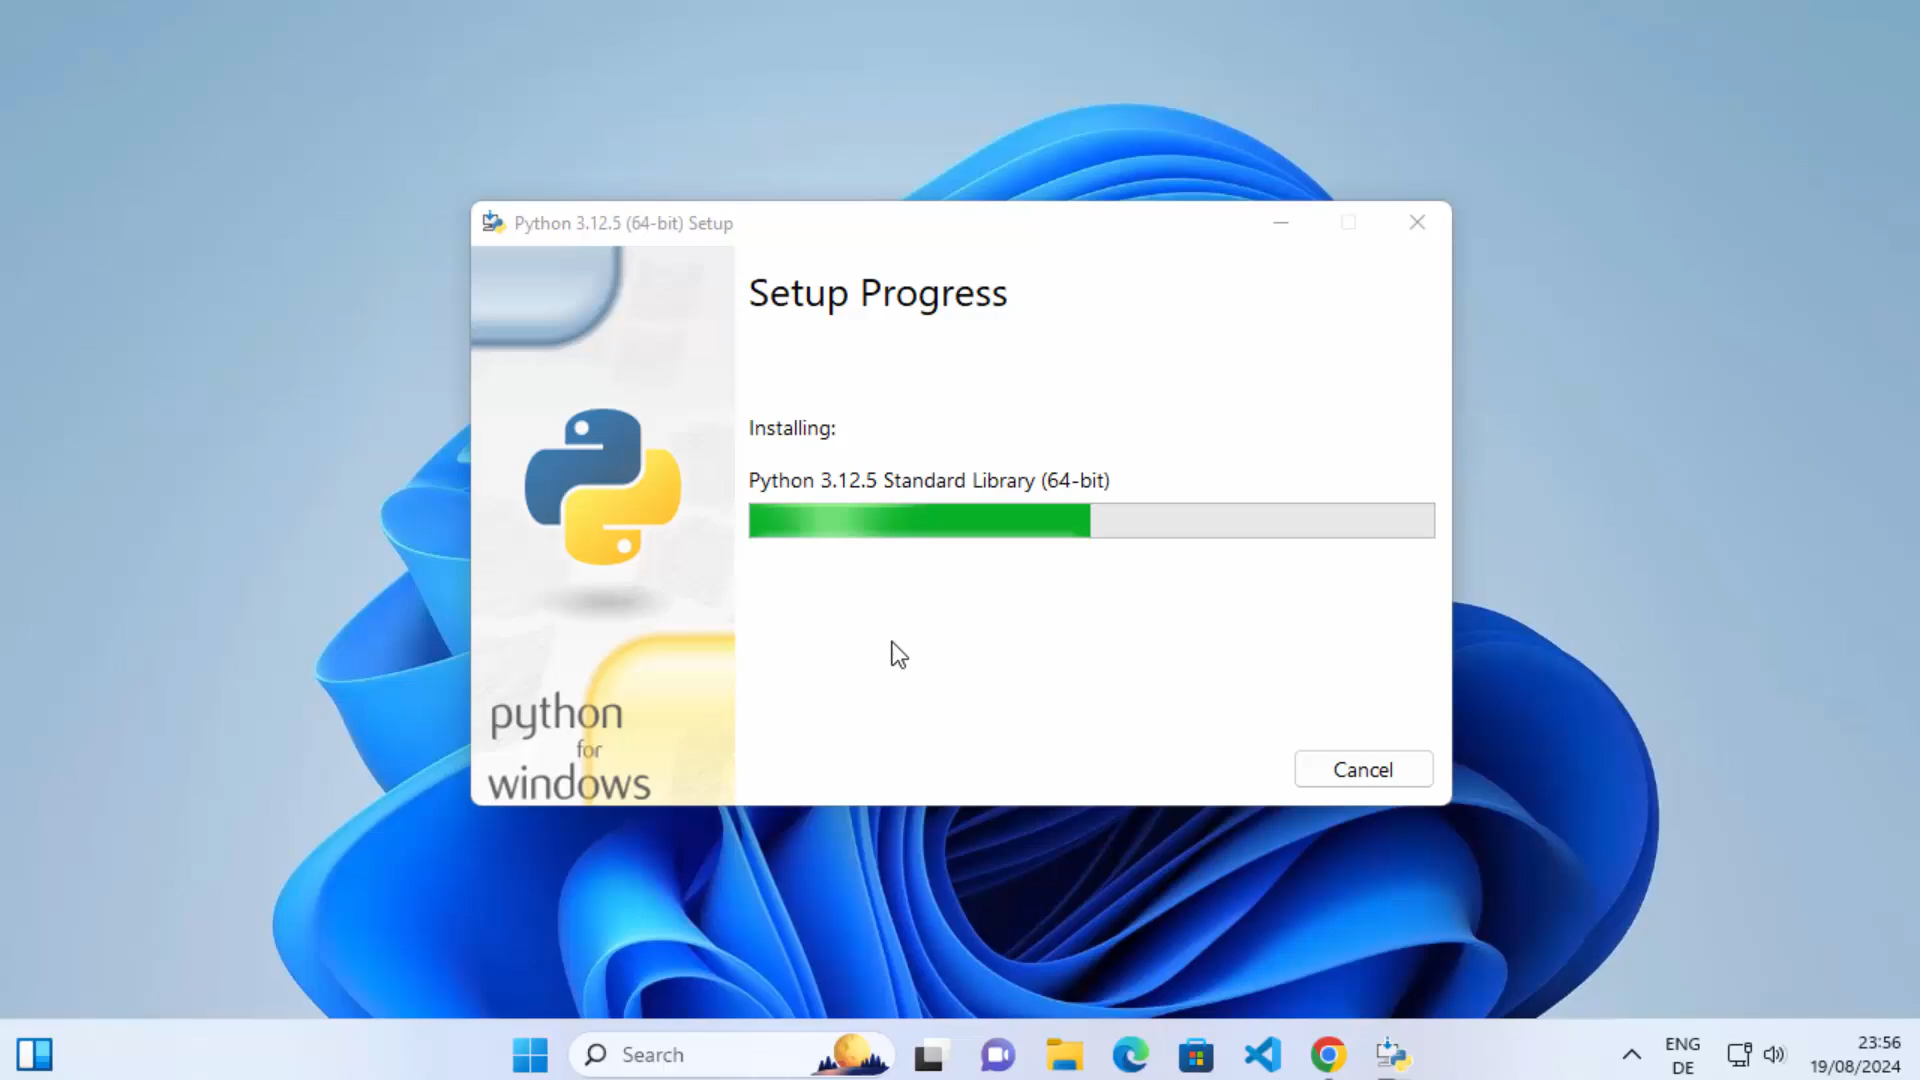 Python 3.12.5 (64-bit) Setup
Setup Progress
Installing:
Python 3.12.5 Standard Library (64-bit)
python
for
windows
Cancel
Search
ENG
DE
23:56
19/08/2024